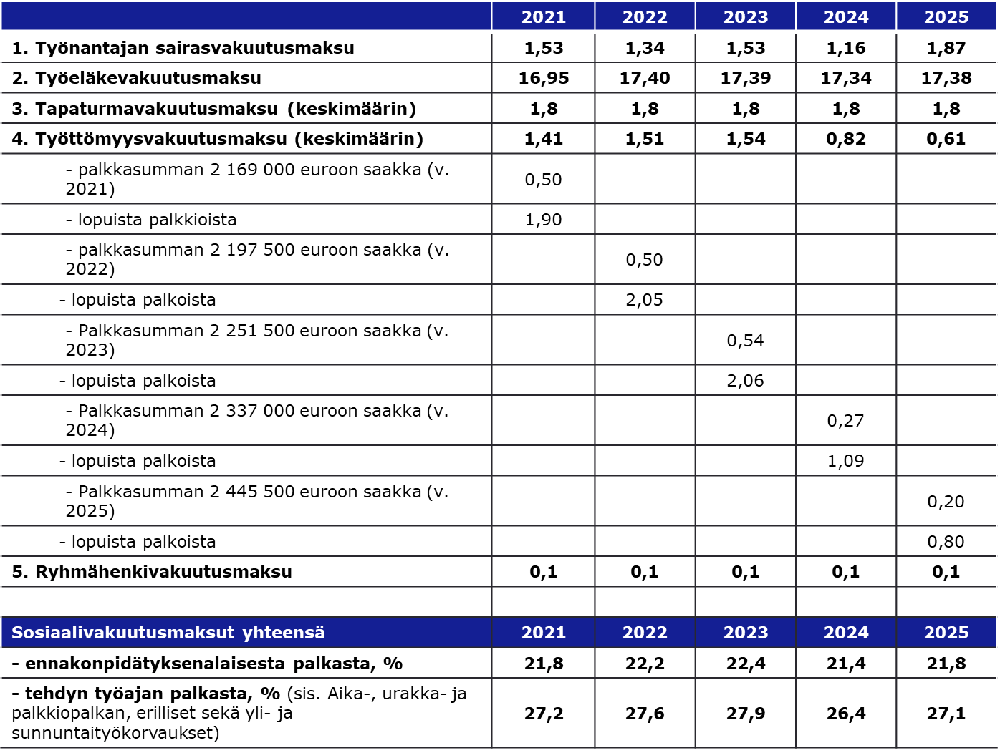 2021 2022 2023 2024 2025
1. Työnantajan sairasvakuutusmaksu 1,53 1,34 1,53 1,16 1,87
2. Työeläkevakuutusmaksu 16,95 17,40 17,39 17,34 17,38
3. Tapaturmavakuutusmaksu (keskimäärin) 1,8 1,8 1,8 1,8 1,8
4. Työttömyysvakuutusmaksu (keskimäärin) 1,41 1,51 1,54 0,82 0,61
- palkkasumman 2 169 000 euroon saakka (v.
2021) 0,50
- lopuista palkkioista 1,90
- palkkasumman 2 197 500 euroon saakka (v.
2022) 0,50
- lopuista palkoista 2,05
- Palkkasumman 2 251 500 euroon saakka (v.
2023) 0,54
- lopuista palkoista 2,06
- Palkkasumman 2 337 000 euroon saakka (v.
2024) 0,27
- lopuista palkoista 1,09
- Palkkasumman 2 445 500 euroon saakka (v.
2025) 0,20
- lopuista palkoista 0,80
5. Ryhmähenkivakuutusmaksu 0,1 0,1 0,1 0,1 0,1
Sosiaalivakuutusmaksut yhteensä 2021 2022 2023 2024 2025
- ennakonpidätyksenalaisesta palkasta, % 21,8 22,2 22,4 21,4 21,8
- tehdyn työajan palkasta, % (sis. Aika-, urakka- ja
palkkiopalkan, erilliset sekä yli- ja 27,2 27,6 27,9 26,4 27,1
sunnuntaityökorvaukset)